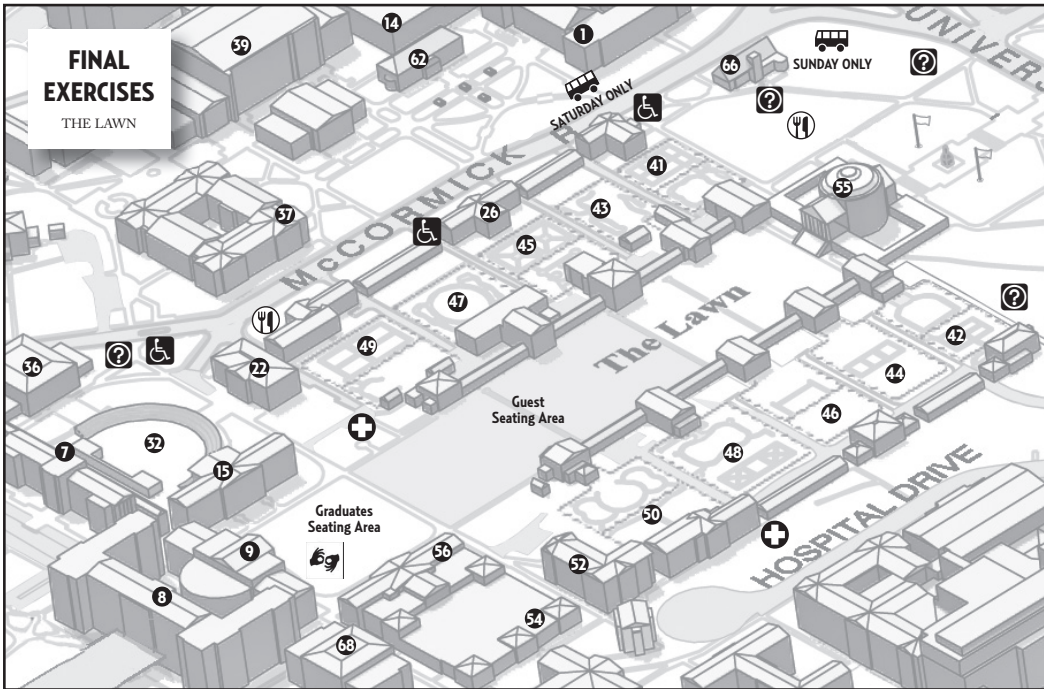 FINAL
EXERCISES
THE LAWN
39
14
62
1
66
SUNDAY ONLY
?
UNIVERS
SATURDAY ONLY
?
41
55
37
26
43
McCORMICK R
45
47
The Lawn
?
42
49
44
36
?
22
Guest
Seating Area
46
7
32
15
48
HOSPITAL DRIVE
50
Graduates
Seating Area
9
56
52
8
54
68